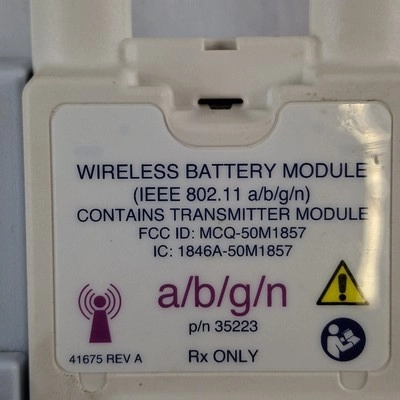 WIRELESS BATTERY MODULE
(IEEE 802.11 a/b/g/n)
CONTAINS TRANSMITTER MODULE
FCC ID: MCQ-50M1857
IC: 1846A-50M1857
a/b/g/n
p/n 35223
41675 REV A
Rx ONLY